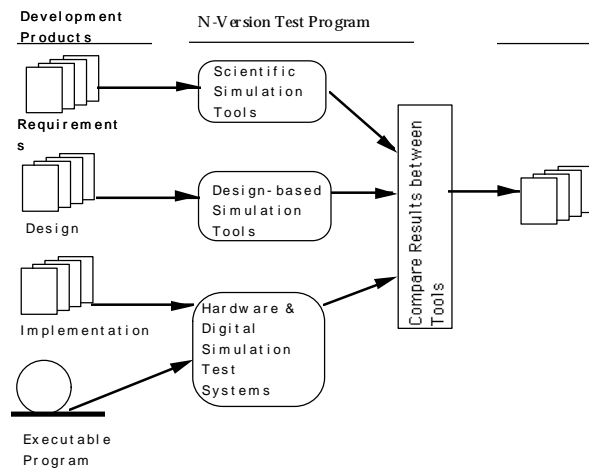 Development
Products
N-Version Test Program
Scientific
Simulation
Tools
Requirement
s
Design-based
Simulation
Tools
Design
Compare Results between
Tools
Implementation
Hardware &
Digital
Simulation
Test
Systems
Executable
Program